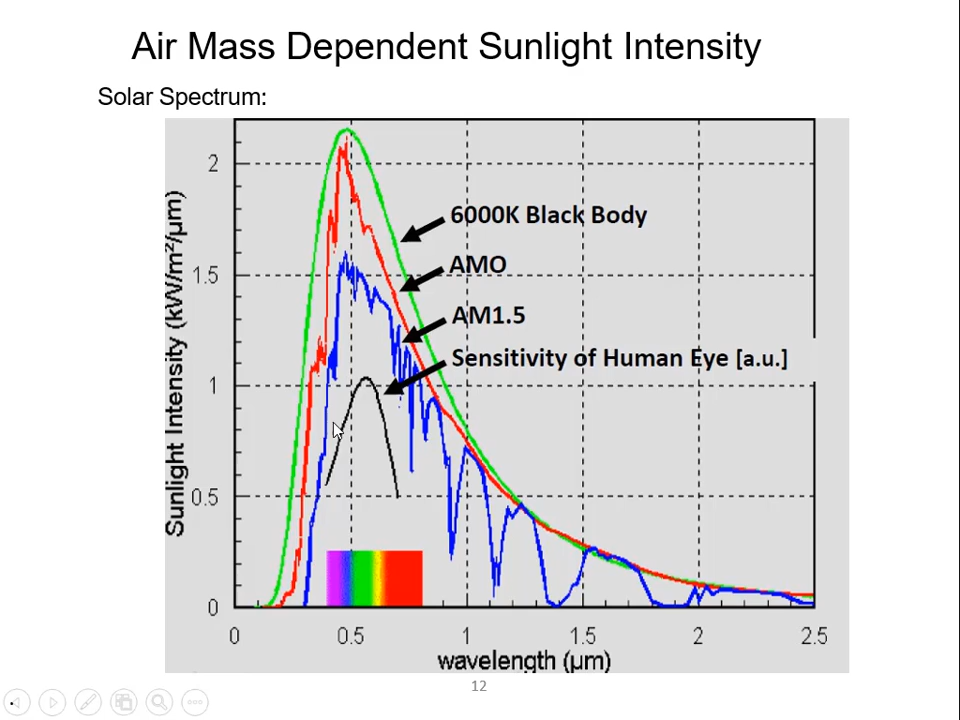 Air Mass Dependent Sunlight Intensity
Solar Spectrum:
Sunlight Intensity (kW/m²/µm)
2
1.5
1
0.5
0
6000K Black Body
AMO
AM1.5
Sensitivity of Human Eye [a.u.]
0 0.5 1 1.5 2 2.5
wavelength (µm)
12